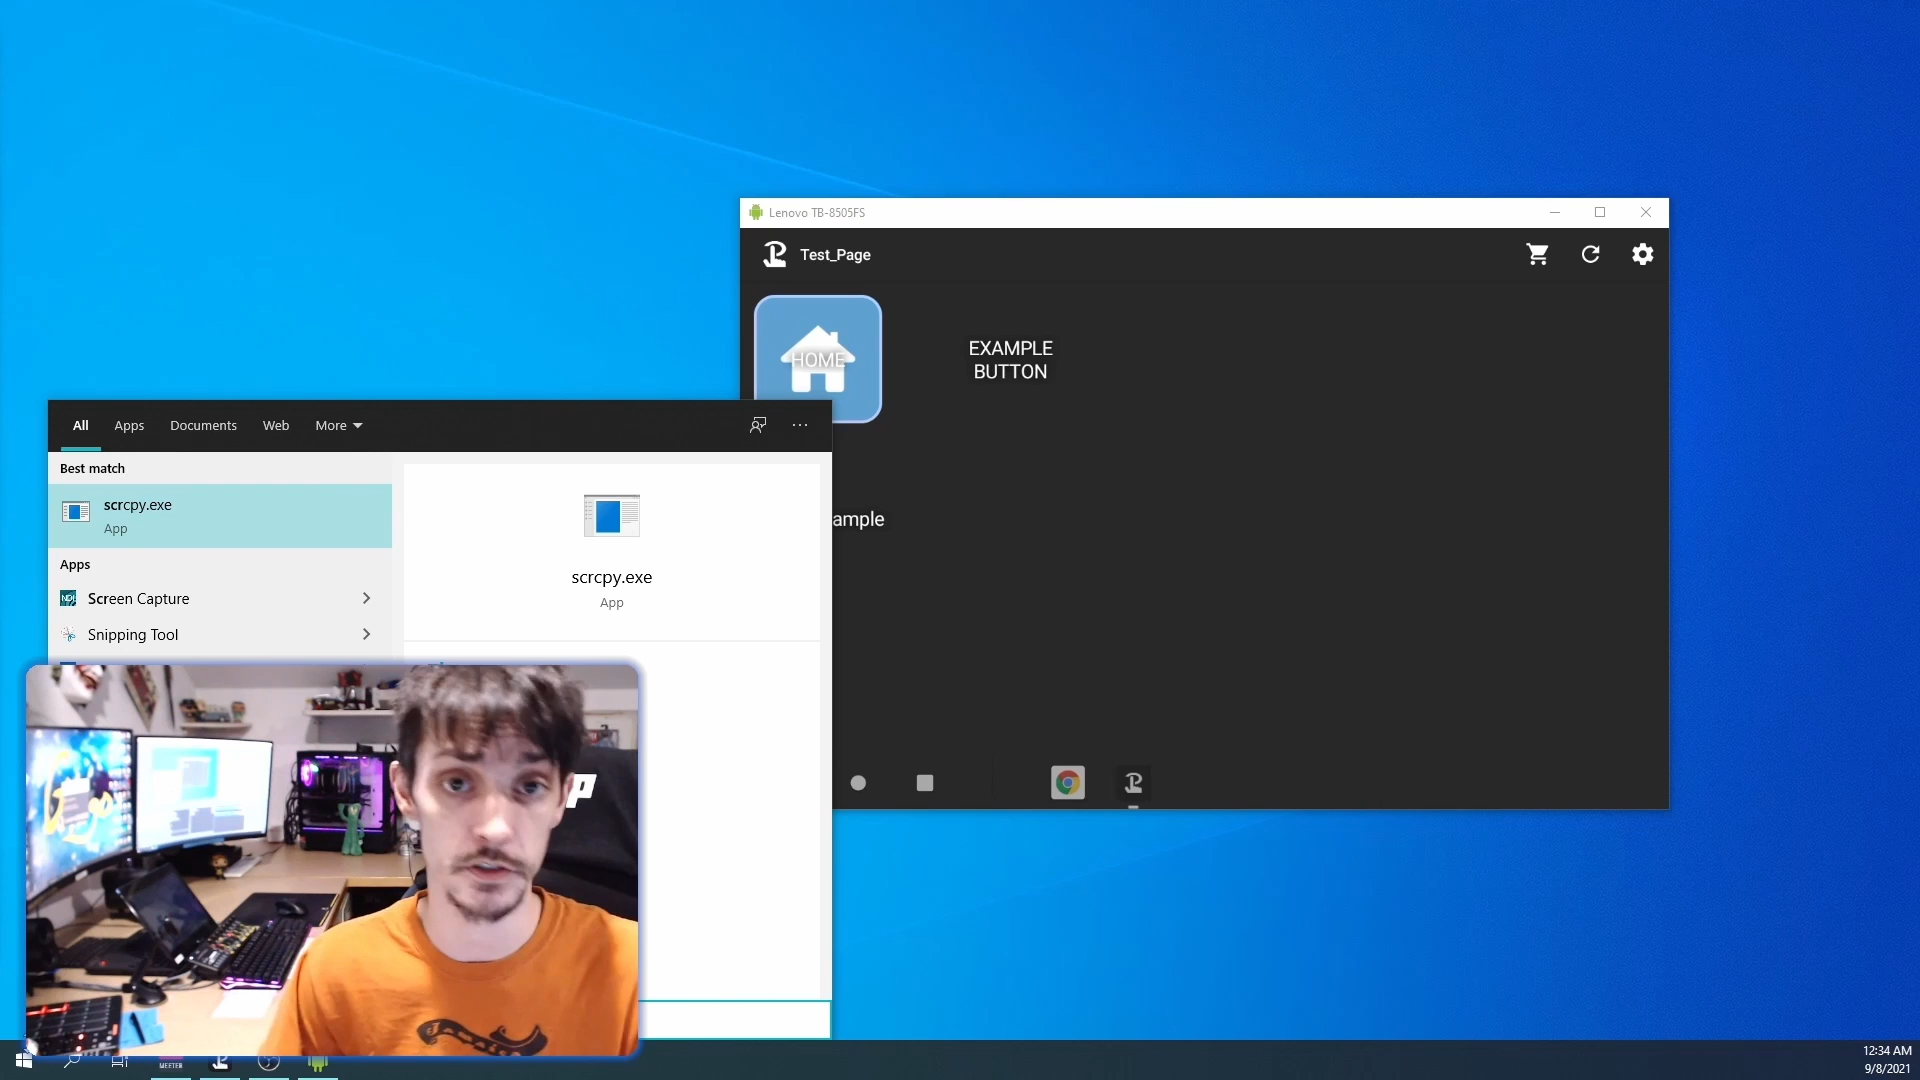 Lenovo TB-8505FS
Test_Page
HOME
EXAMPLE
BUTTON
ample
All
Apps
Documents
Web
More
Best match
scrcpy.exe
App
Apps
Screen Capture
Snipping Tool
scrcpy.exe
App
MEETER
12:34 AM
9/8/2021